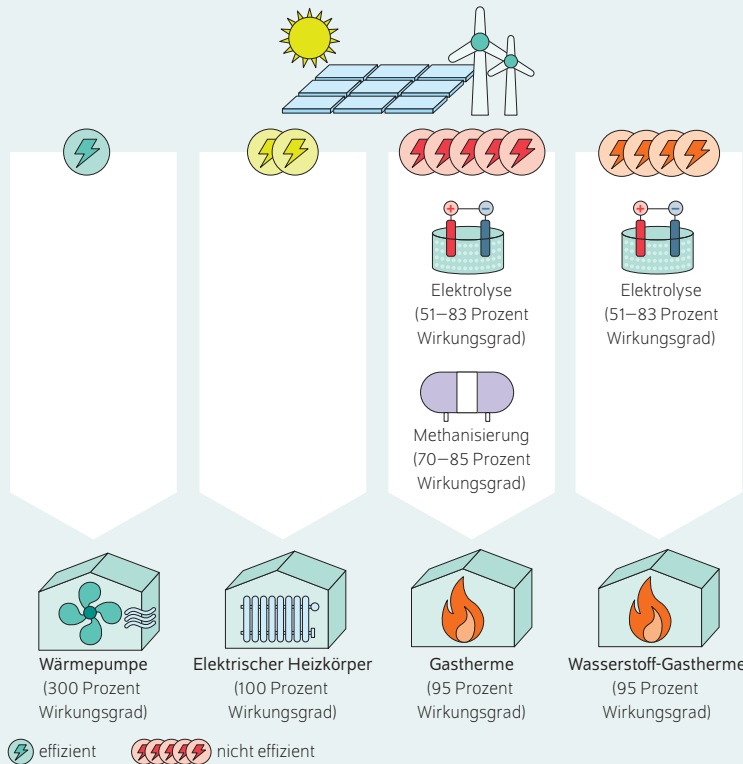 + −
+ −
Elektrolyse
(51–83 Prozent
Wirkungsgrad)
Elektrolyse
(51–83 Prozent
Wirkungsgrad)
Methanisierung
(70–85 Prozent
Wirkungsgrad)
Wärmepumpe
(300 Prozent
Wirkungsgrad)
Elektrischer Heizkörper
(100 Prozent
Wirkungsgrad)
Gastherme
(95 Prozent
Wirkungsgrad)
Wasserstoff-Gastherme
(95 Prozent
Wirkungsgrad)
effizient
nicht effizient